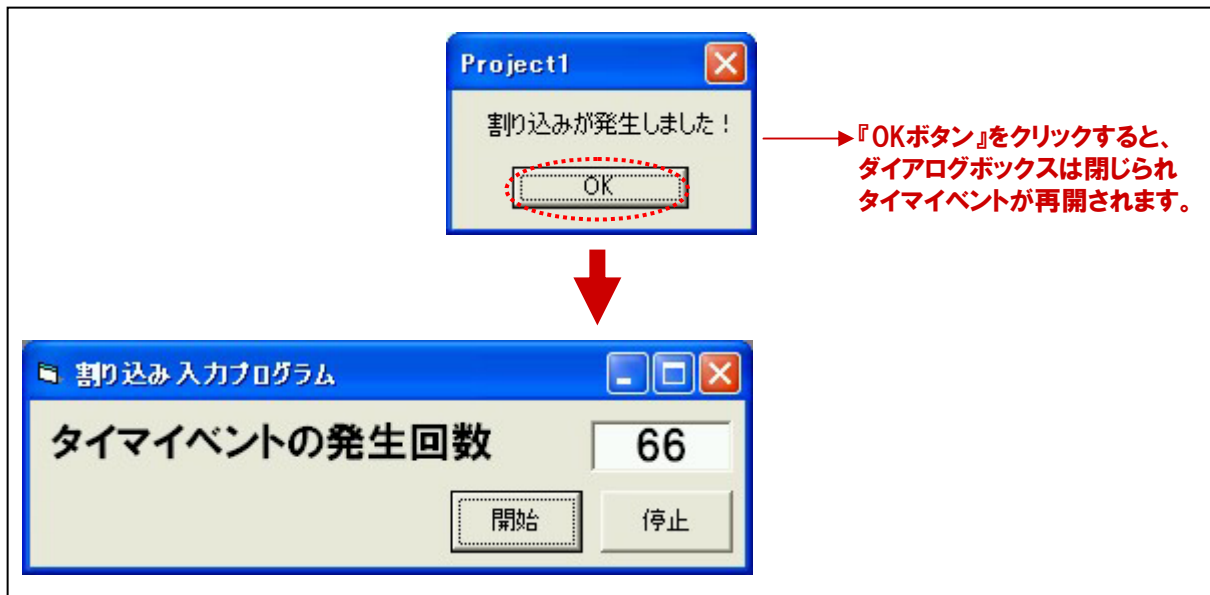 Project1
割り込みが発生しました！
OK
『OKボタン』をクリックすると、
ダイアログボックスは閉じられ
タイマイベントが再開されます。
割り込み入力プログラム
タイマイベントの発生回数
66
開始
停止